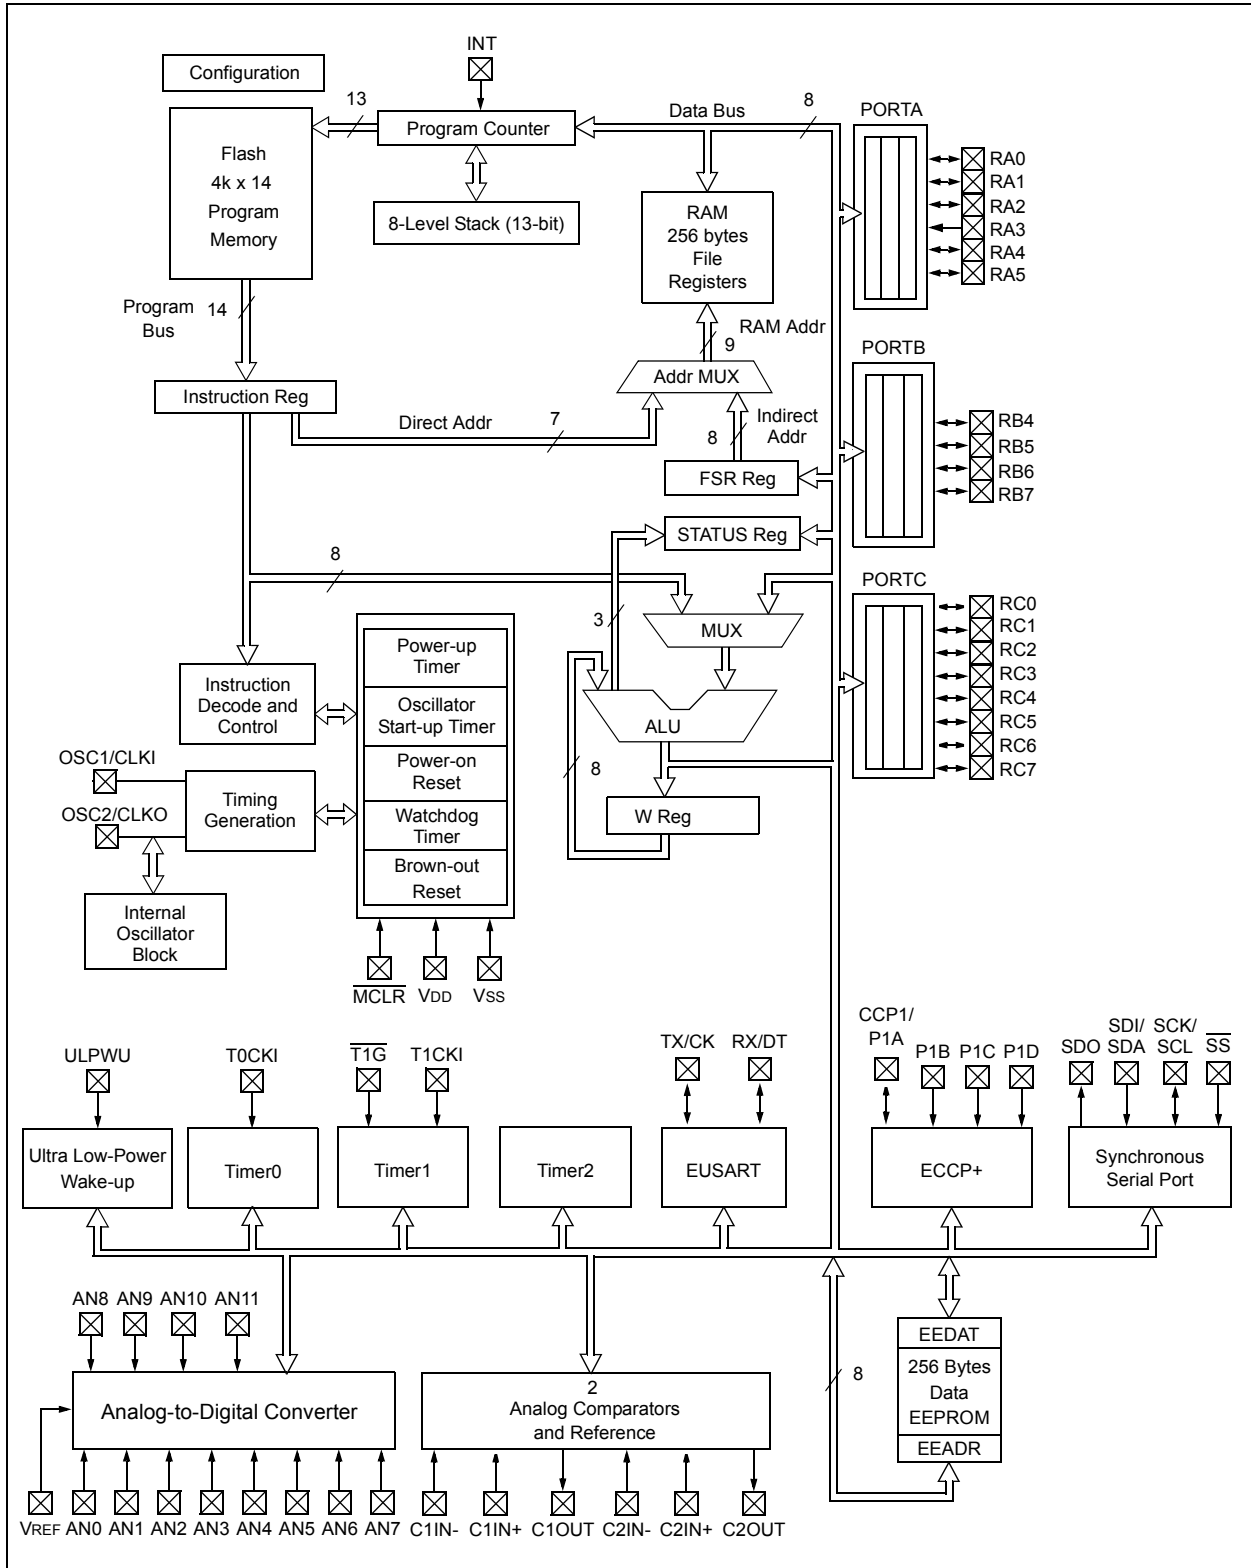 INT
Configuration
13
Program Counter
Data Bus
8
PORTA
Flash
4k x 14
Program
Memory
8-Level Stack (13-bit)
RAM
256 bytes
File
Registers
RA0
RA1
RA2
RA3
RA4
RA5
Program
Bus
14
RAM Addr
9
PORTB
Addr MUX
Instruction Reg
Direct Addr
7
Indirect
Addr
8
FSR Reg
RB4
RB5
RB6
RB7
STATUS Reg
8
PORTC
3
MUX
RC0
RC1
RC2
RC3
RC4
RC5
RC6
RC7
Power-up
Timer
Instruction
Decode and
Control
Oscillator
Start-up Timer
ALU
OSC1/CLKI
Power-on
Reset
8
OSC2/CLKO
Timing
Generation
Watchdog
Timer
W Reg
Brown-out
Reset
Internal
Oscillator
Block
MCLR
VDD
VSS
ULPWU
T0CKI
T1G
T1CKI
TX/CK
RX/DT
CCP1/
P1A
P1B
P1C
P1D
SDO
SDI/
SDA
SCK/
SCL
SS
Ultra Low-Power
Wake-up
Timer0
Timer1
Timer2
EUSART
ECCP+
Synchronous
Serial Port
AN8
AN9
AN10
AN11
EEDAT
256 Bytes
Data
EEPROM
EEADR
8
Analog-to-Digital Converter
2
Analog Comparators
and Reference
VREF
AN0
AN1
AN2
AN3
AN4
AN5
AN6
AN7
C1IN-
C1IN+
C1OUT
C2IN-
C2IN+
C2OUT